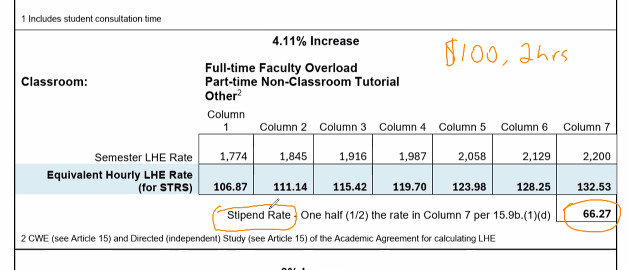 1 Includes student consultation time
4.11% Increase
$100, 2hrs
Full-time Faculty Overload
Classroom: Part-time Non-Classroom Tutorial
Other2
Column 1 Column 2 Column 3 Column 4 Column 5 Column 6 Column 7
Semester LHE Rate 1,774 1,845 1,916 1,987 2,058 2,129 2,200
Equivalent Hourly LHE Rate
(for STRS) 106.87 111.14 115.42 119.70 123.98 128.25 132.53
Stipend Rate - One half (1/2) the rate in Column 7 per 15.9b.(1)(d) 66.27
2 CWE (see Article 15) and Directed (independent) Study (see Article 15) of the Academic Agreement for calculating LHE